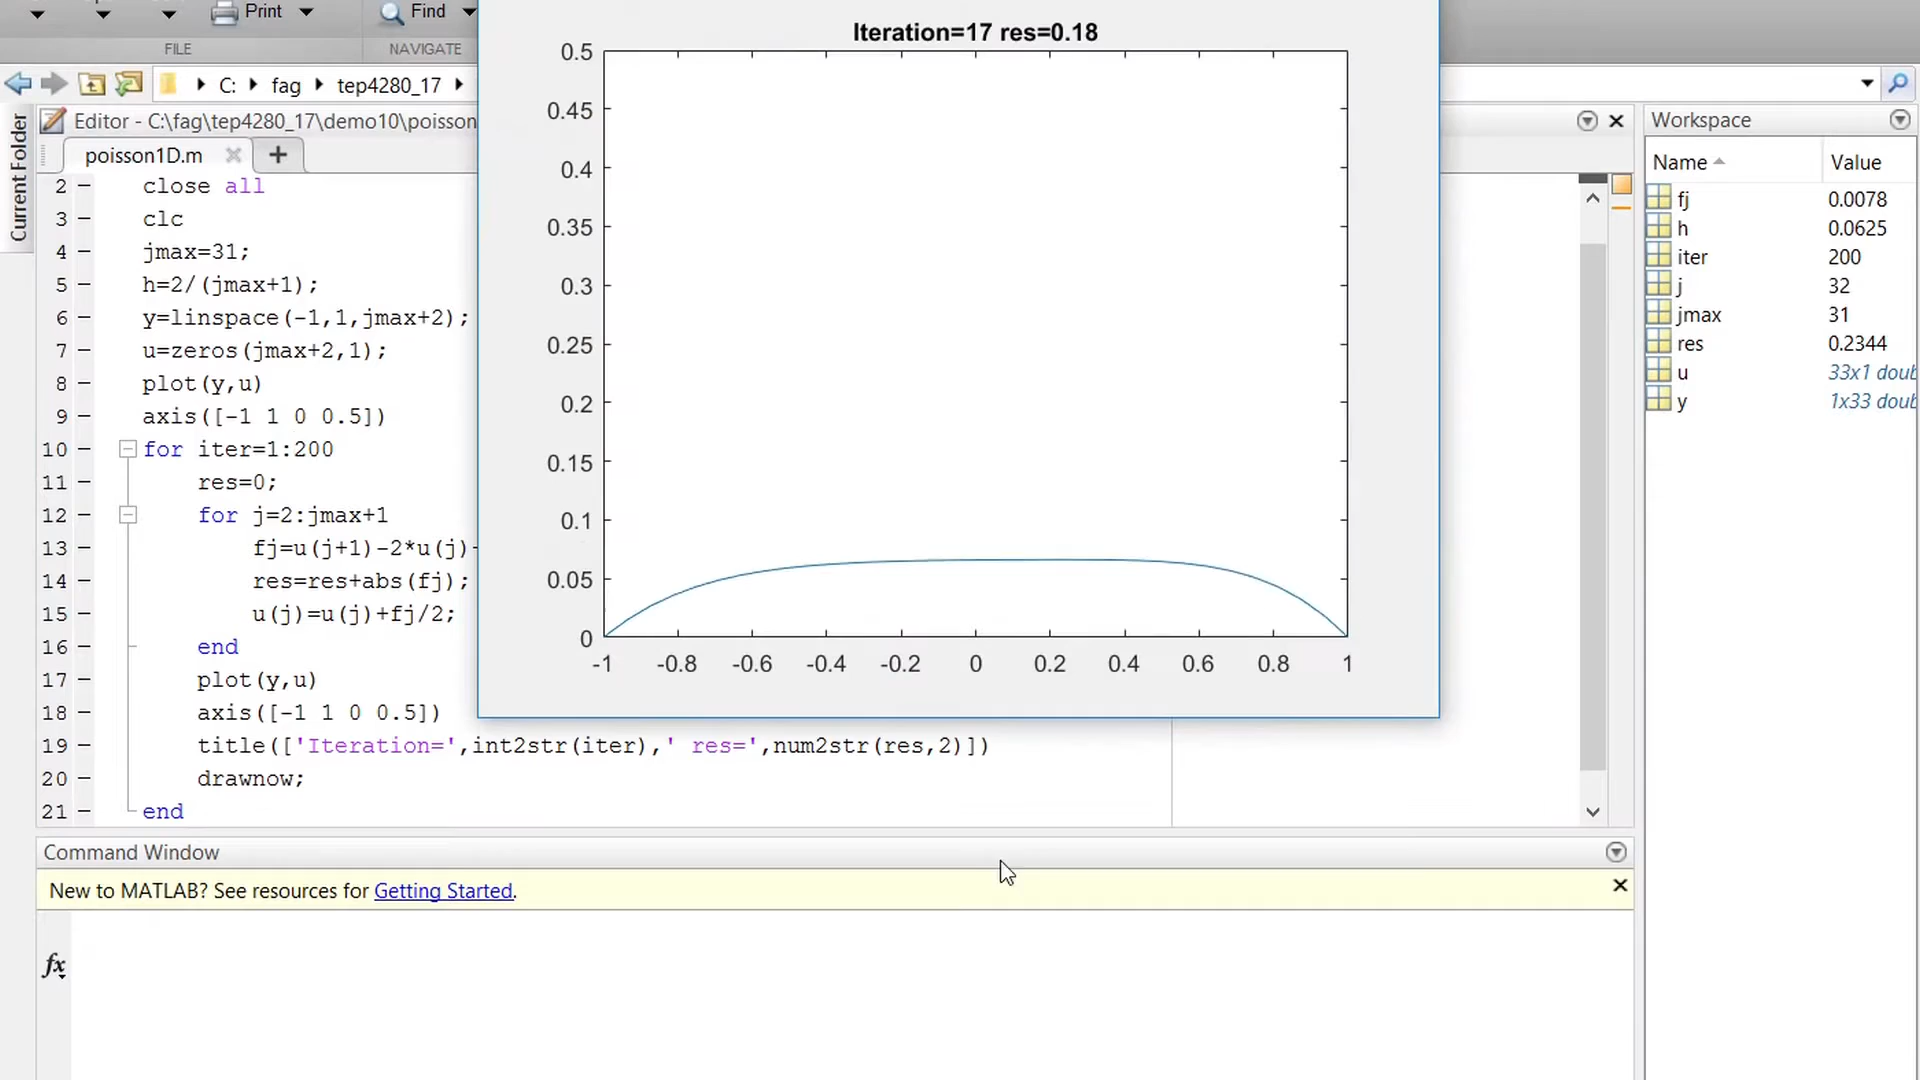 Print
Find
FILE
NAVIGATE
C:
fag
tep4280_17
Current Folder
Editor - C:\fag\tep4280_17\demo10\poisson
poisson1D.m
2 close all
3 clc
4 jmax=31;
5 h=2/(jmax+1);
6 y=linspace(-1,1,jmax+2);
7 u=zeros(jmax+2,1);
8 plot(y,u)
9 axis([-1 1 0 0.5])
10 for iter=1:200
11 res=0;
12 for j=2:jmax+1
13 fj=u(j+1)-2*u(j)
14 res=res+abs(fj);
15 u(j)=u(j)+fj/2;
16 end
17 plot(y,u)
18 axis([-1 1 0 0.5])
19 title(['Iteration=',int2str(iter),' res=',num2str(res,2)])
20 drawnow;
21 end
Iteration=17 res=0.18
0.5
0.45
0.4
0.35
0.3
0.25
0.2
0.15
0.1
0.05
0
-1 -0.8 -0.6 -0.4 -0.2 0 0.2 0.4 0.6 0.8 1
Workspace
Name Value
fj 0.0078
h 0.0625
iter 200
j 32
jmax 31
res 0.2344
u 33x1 doub
y 1x33 doub
Command Window
New to MATLAB? See resources for Getting Started.
fx